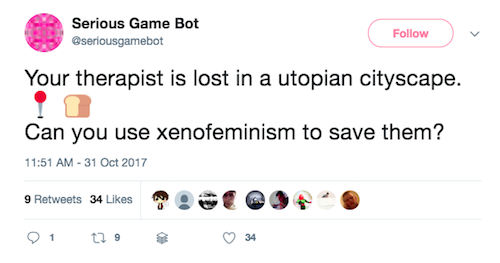 Serious Game Bot
@seriousgamebot
Follow
Your therapist is lost in a utopian cityscape.
📍 🍞
Can you use xenofeminism to save them?
11:51 AM - 31 Oct 2017
9 Retweets 34 Likes
1 9 34